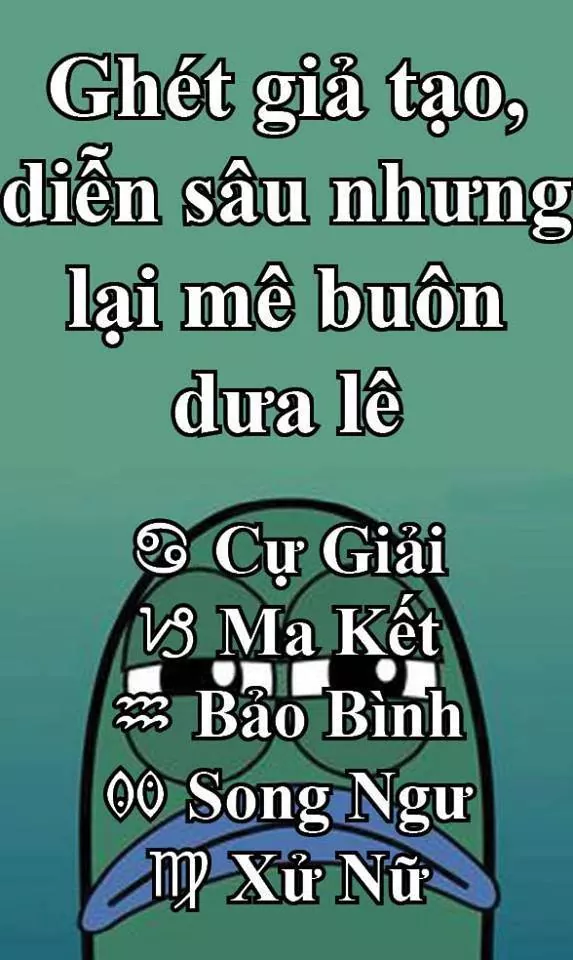 Ghét giả tạo,
diễn sâu nhưng
lại mê buôn
dưa lê
♋ Cự Giải
♑ Ma Kết
♒ Bảo Bình
Song Ngư
♍ Xử Nữ